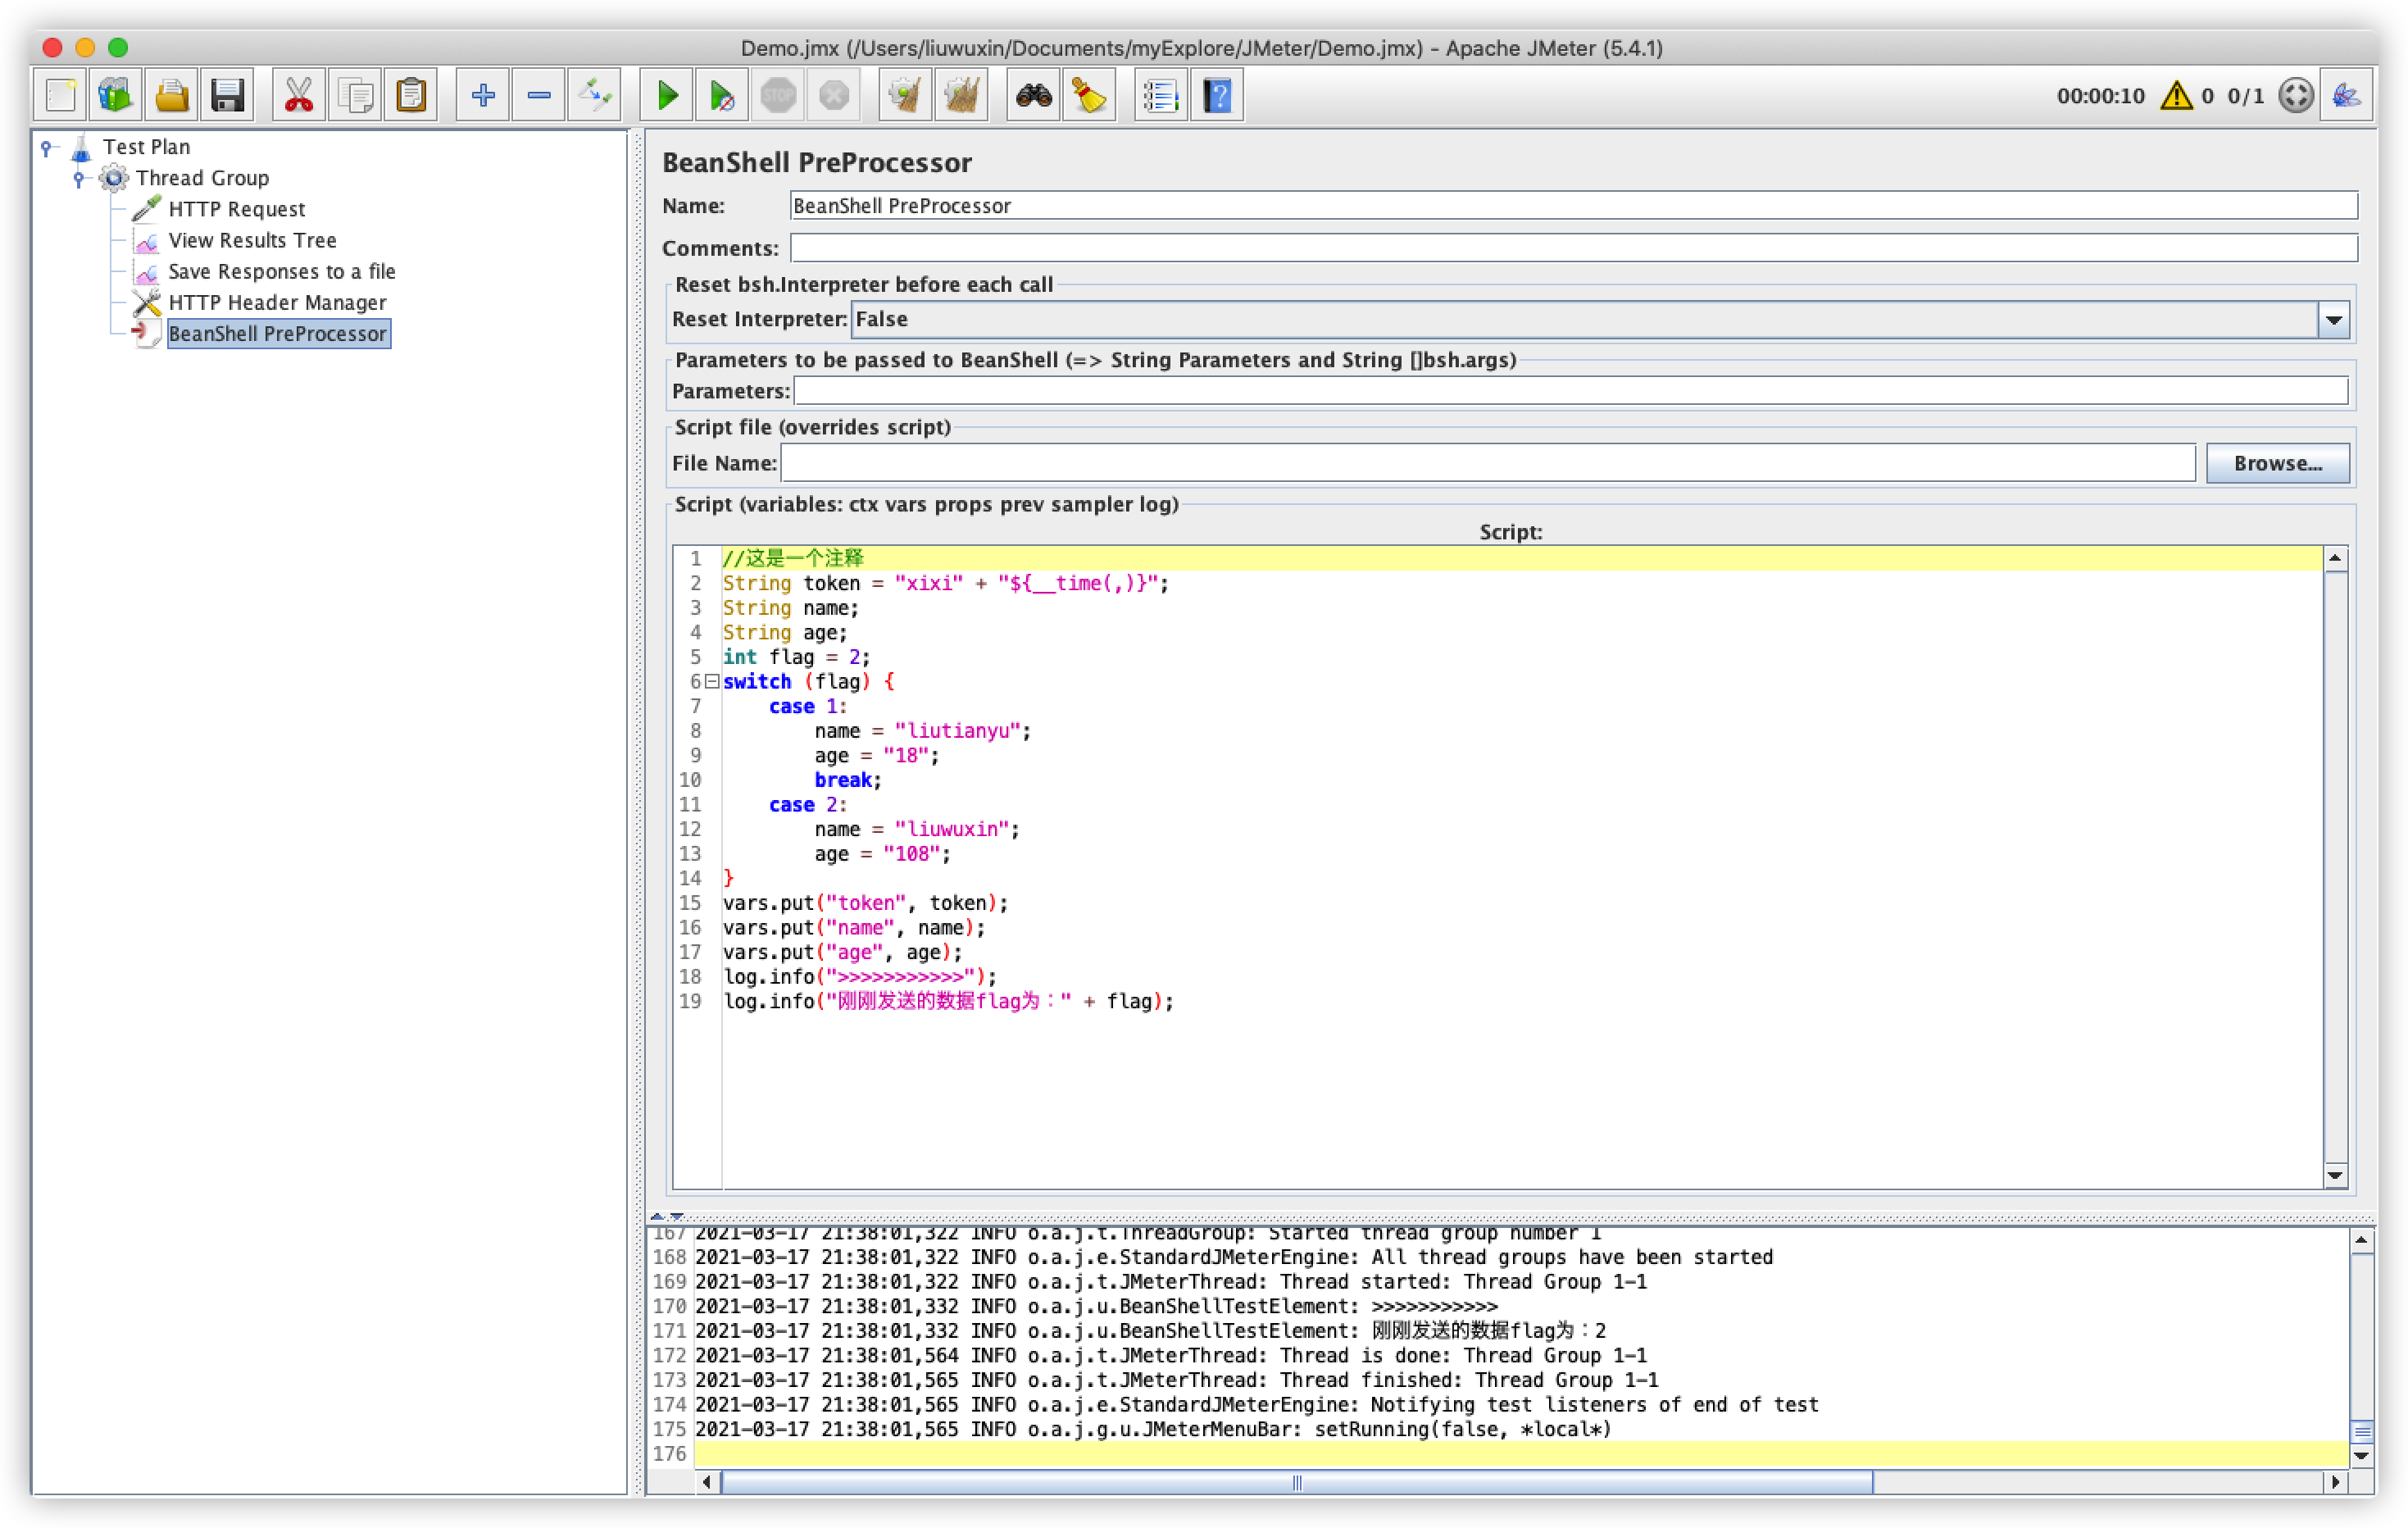 Demo.jmx (/Users/liuwuxin/Documents/myExplore/JMeter/Demo.jmx) - Apache JMeter (5.4.1)
STOP
00:00:10 0 0/1
Test Plan
Thread Group
HTTP Request
View Results Tree
Save Responses to a file
HTTP Header Manager
BeanShell PreProcessor
BeanShell PreProcessor
Name: BeanShell PreProcessor
Comments:
Reset bsh.Interpreter before each call
Reset Interpreter: False
Parameters to be passed to BeanShell (=> String Parameters and String []bsh.args)
Parameters:
Script file (overrides script)
File Name: Browse...
Script (variables: ctx vars props prev sampler log)
Script:
1 //这是一个注释
2 String token = "xixi" + "${__time(,)}";
3 String name;
4 String age;
5 int flag = 2;
6 switch (flag) {
7 case 1:
8 name = "liutianyu";
9 age = "18";
10 break;
11 case 2:
12 name = "liuwuxin";
13 age = "108";
14 }
15 vars.put("token", token);
16 vars.put("name", name);
17 vars.put("age", age);
18 log.info(">>>>>>>>>>>");
19 log.info("刚刚发送的数据flag为：" + flag);
167 2021-03-17 21:38:01,322 INFO o.a.j.t.ThreadGroup: Started thread group number 1
168 2021-03-17 21:38:01,322 INFO o.a.j.e.StandardJMeterEngine: All thread groups have been started
169 2021-03-17 21:38:01,322 INFO o.a.j.t.JMeterThread: Thread started: Thread Group 1-1
170 2021-03-17 21:38:01,332 INFO o.a.j.u.BeanShellTestElement: >>>>>>>>>>>
171 2021-03-17 21:38:01,332 INFO o.a.j.u.BeanShellTestElement: 刚刚发送的数据flag为：2
172 2021-03-17 21:38:01,564 INFO o.a.j.t.JMeterThread: Thread is done: Thread Group 1-1
173 2021-03-17 21:38:01,565 INFO o.a.j.t.JMeterThread: Thread finished: Thread Group 1-1
174 2021-03-17 21:38:01,565 INFO o.a.j.e.StandardJMeterEngine: Notifying test listeners of end of test
175 2021-03-17 21:38:01,565 INFO o.a.j.g.u.JMeterMenuBar: setRunning(false, *local*)
176